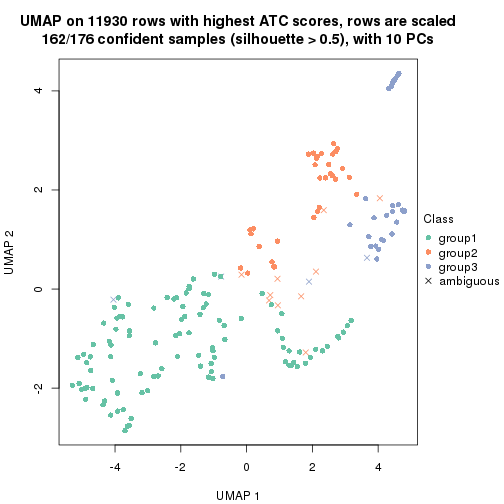 UMAP on 11930 rows with highest ATC scores, rows are scaled
162/176 confident samples (silhouette > 0.5), with 10 PCs
4
2
0
-2
UMAP 2
-4
-2
0
2
4
UMAP 1
Class
group1
group2
group3
ambiguous